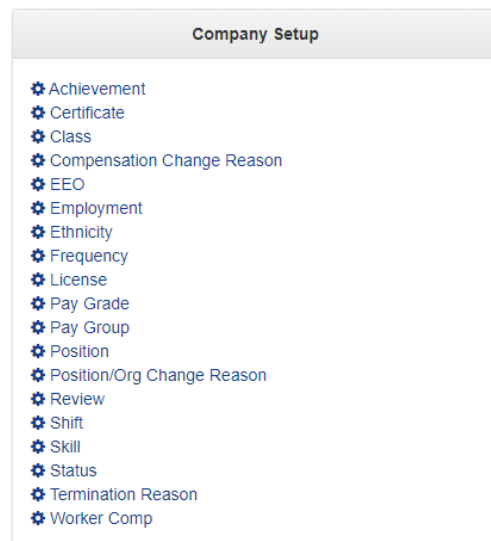 Company Setup
Achievement
Certificate
Class
Compensation Change Reason
EEO
Employment
Ethnicity
Frequency
License
Pay Grade
Pay Group
Position
Position/Org Change Reason
Review
Shift
Skill
Status
Termination Reason
Worker Comp